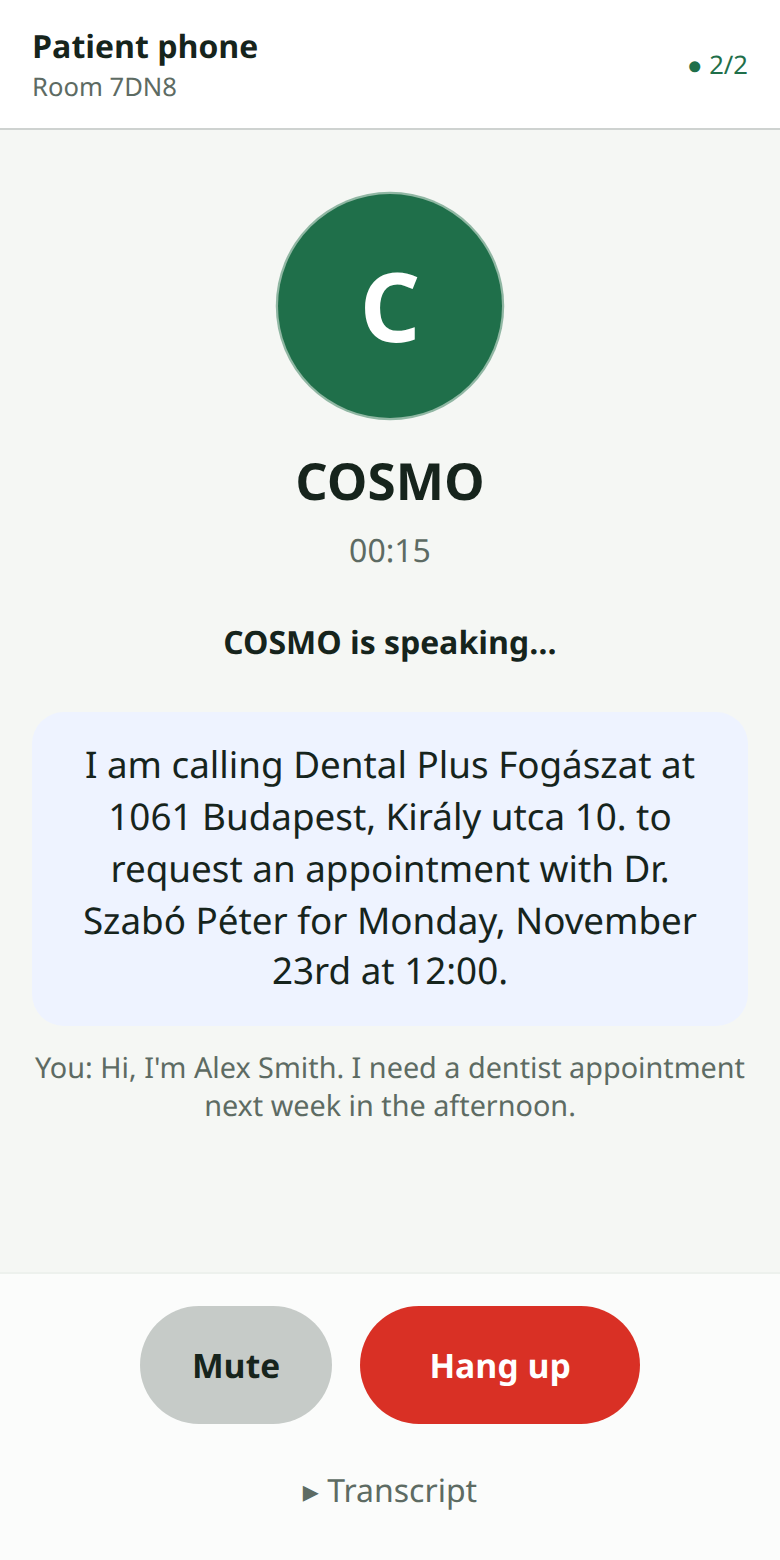 Patient phone
Room 7DN8
● 2/2
C
COSMO
00:15
COSMO is speaking...
I am calling Dental Plus Fogászat at
1061 Budapest, Király utca 10. to
request an appointment with Dr.
Szabó Péter for Monday, November
23rd at 12:00.
You: Hi, I'm Alex Smith. I need a dentist appointment
next week in the afternoon.
Mute
Hang up
▸ Transcript